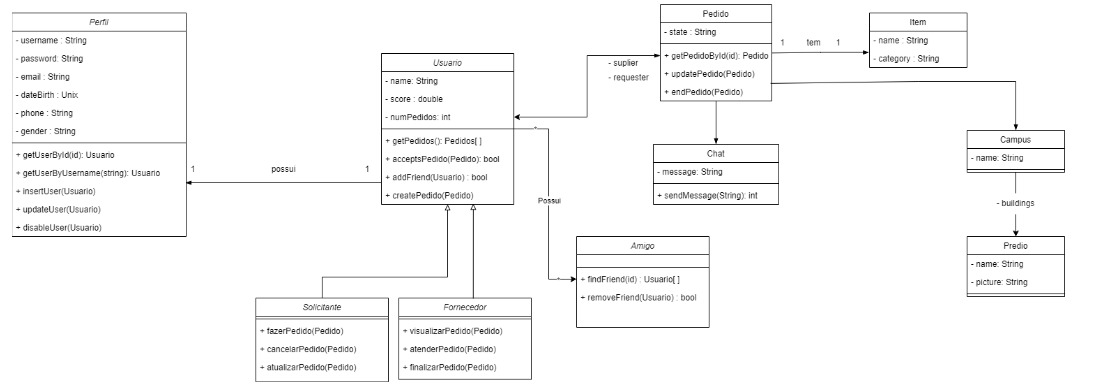 Perfil
- username : String
- password: String
- email : String
- dateBirth : Unix
- phone : String
- gender : String
+ getUserById(id): Usuario
+ getUserByUsername(string): Usuario
+ insertUser(Usuario)
+ updateUser(Usuario)
+ disableUser(Usuario)
1
possui
1
Usuario
- name: String
- score : double
- numPedidos: int
+ getPedidos(): Pedidos[ ]
+ acceptsPedido(Pedido): bool
+ addFriend(Usuario) : bool
+ createPedido(Pedido)
- suplier
- requester
Pedido
- state : String
+ getPedidoById(id): Pedido
+ updatePedido(Pedido)
+ endPedido(Pedido)
1
tem
1
Item
- name : String
- category : String
Chat
- message: String
+ sendMessage(String): int
Campus
- name: String
- buildings
Predio
- name: String
- picture: String
*
Possui
*
Amigo
+ findFriend(id) : Usuario[ ]
+ removeFriend(Usuario) : bool
Solicitante
+ fazerPedido(Pedido)
+ cancelarPedido(Pedido)
+ atualizarPedido(Pedido)
Fornecedor
+ visualizarPedido(Pedido)
+ atenderPedido(Pedido)
+ finalizarPedido(Pedido)